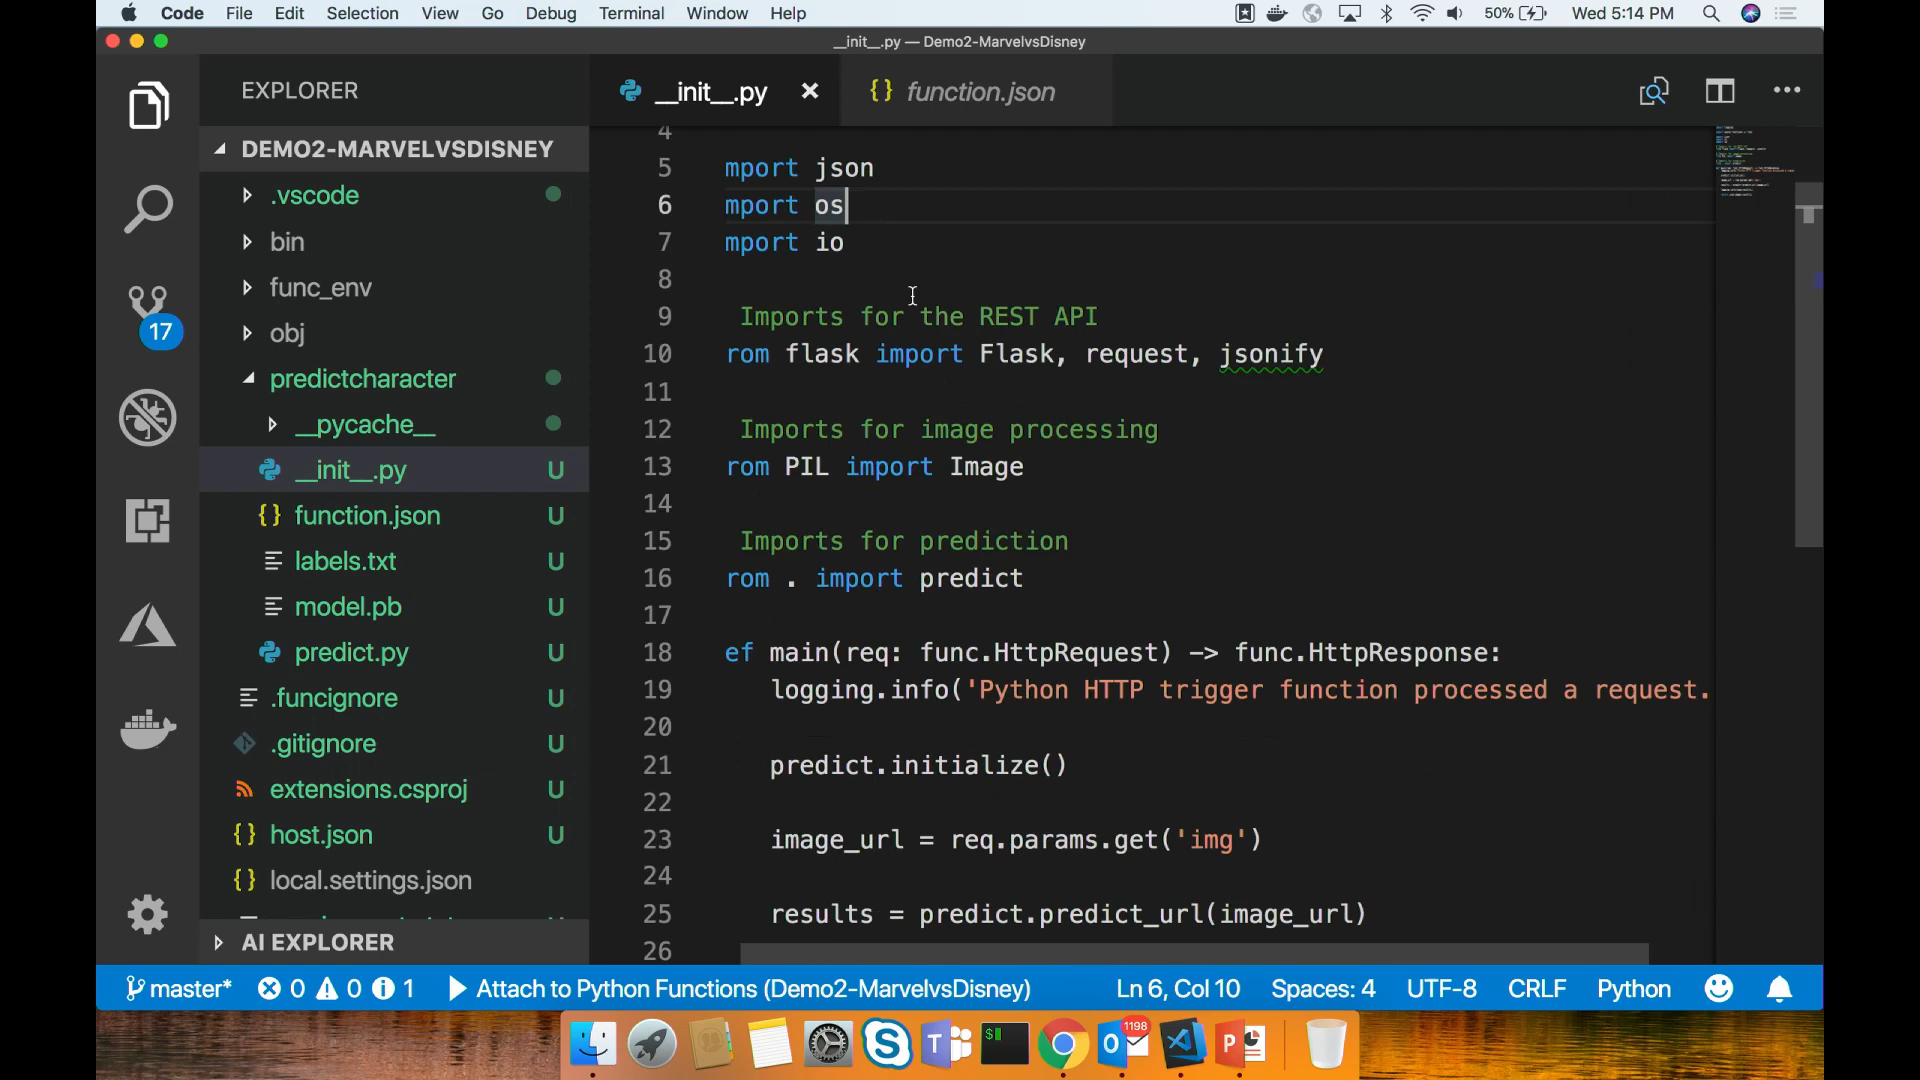 Code File Edit Selection View Go Debug Terminal Window Help 50% Wed 5:14 PM
__init__.py — Demo2-MarvelvsDisney
EXPLORER
__init__.py
function.json
DEMO2-MARVELVSDISNEY
.vscode
bin
func_env
obj
predictcharacter
__pycache__
__init__.py U
function.json U
labels.txt U
model.pb U
predict.py U
.funcignore U
.gitignore U
extensions.csproj U
host.json U
local.settings.json
AI EXPLORER
17
4
5 mport json
6 mport os
7 mport io
8
9 Imports for the REST API
10 rom flask import Flask, request, jsonify
11
12 Imports for image processing
13 rom PIL import Image
14
15 Imports for prediction
16 rom . import predict
17
18 ef main(req: func.HttpRequest) -> func.HttpResponse:
19 logging.info('Python HTTP trigger function processed a request.
20
21 predict.initialize()
22
23 image_url = req.params.get('img')
24
25 results = predict.predict_url(image_url)
26
master* 0 0 1 Attach to Python Functions (Demo2-MarvelvsDisney) Ln 6, Col 10 Spaces: 4 UTF-8 CRLF Python
1198